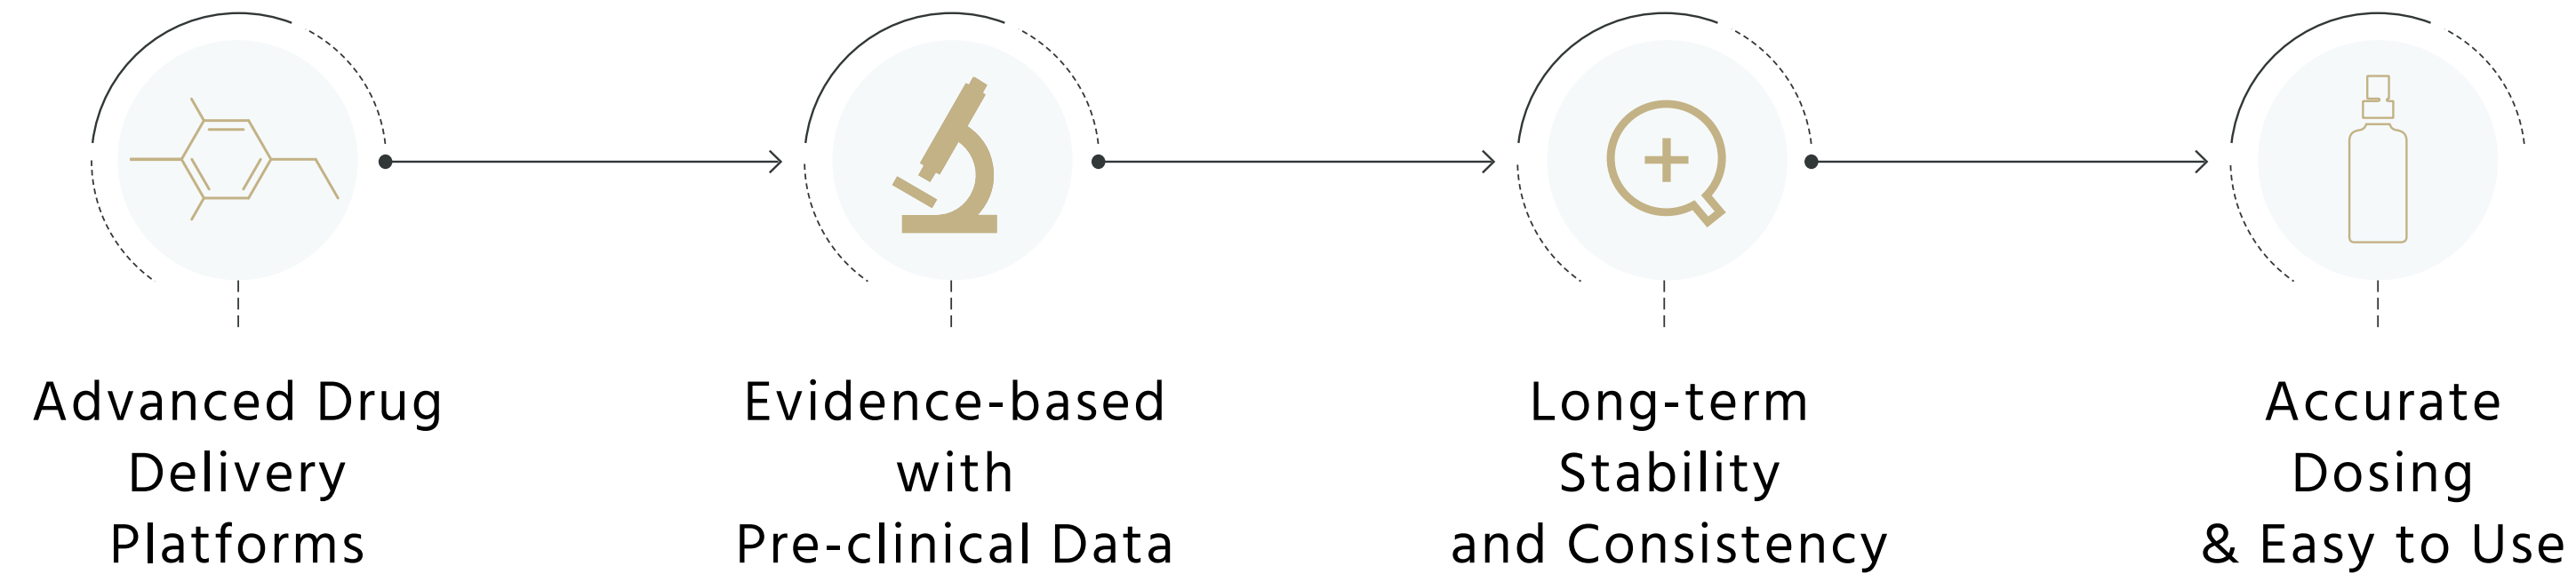 Advanced Drug
Delivery
Platforms
Evidence-based
with
Pre-clinical Data
Long-term
Stability
and Consistency
Accurate
Dosing
& Easy to Use